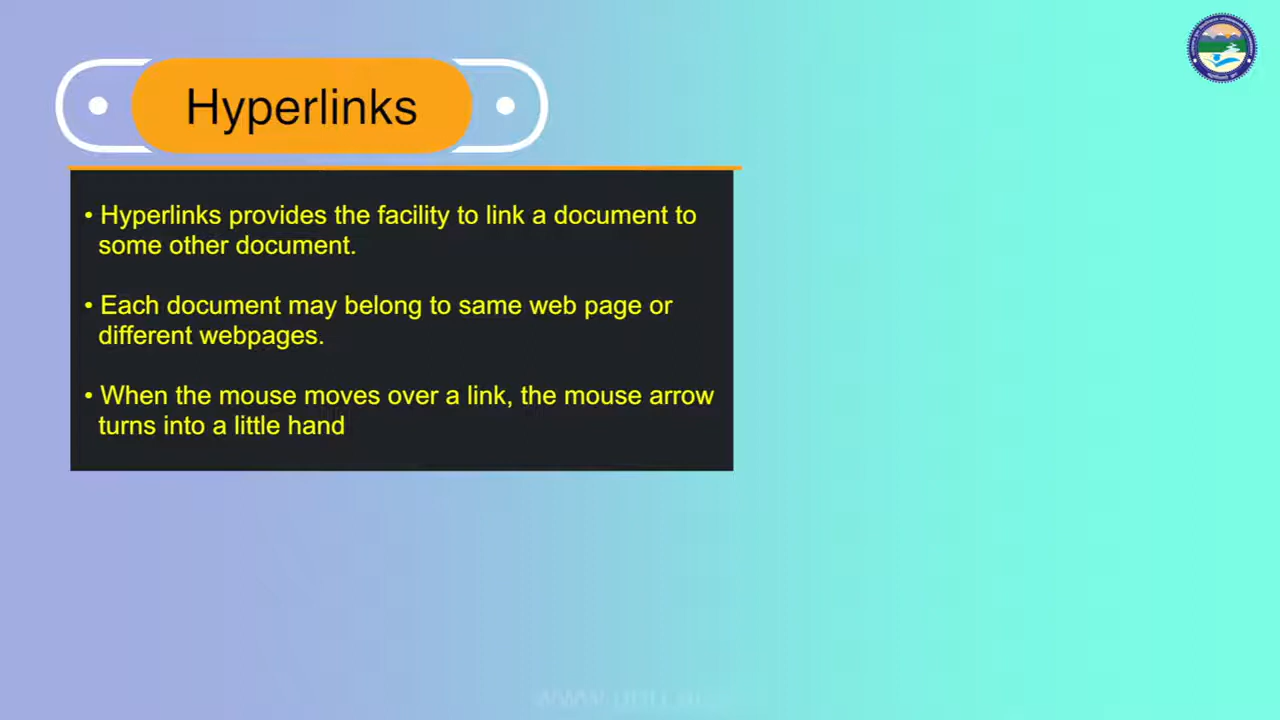 Hyperlinks
• Hyperlinks provides the facility to link a document to
some other document.
• Each document may belong to same web page or
different webpages.
• When the mouse moves over a link, the mouse arrow
turns into a little hand